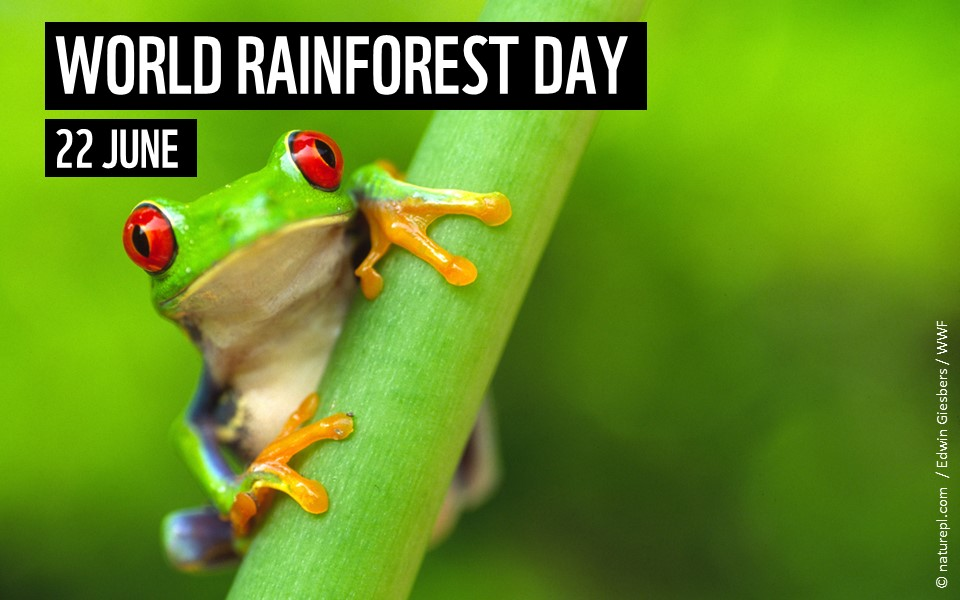 WORLD RAINFOREST DAY
22 JUNE
© naturepl.com / Edwin Giesbers / WWF